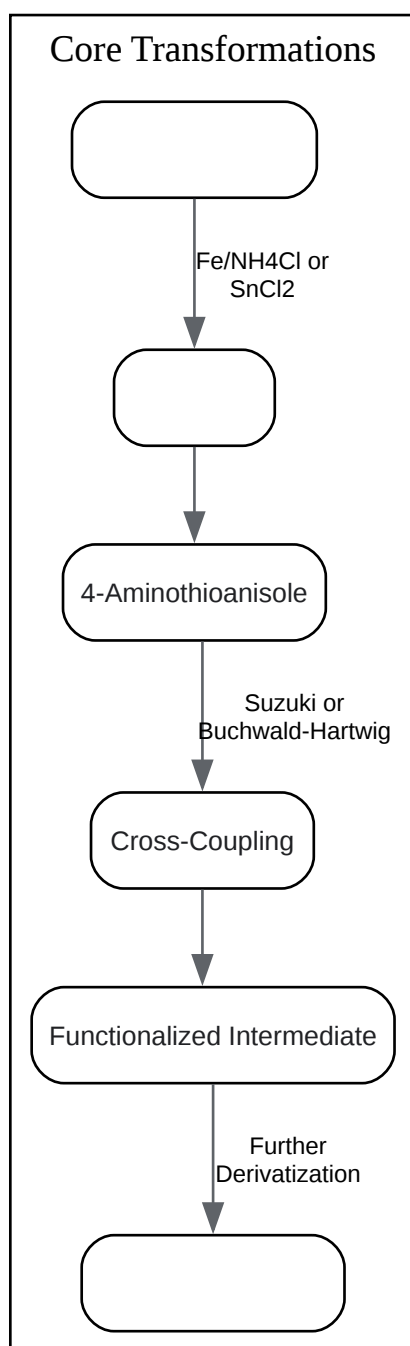 Core Transformations
Fe/NH4Cl or
SnCl2
4-Aminothioanisole
Suzuki or
Buchwald-Hartwig
Cross-Coupling
Functionalized Intermediate
Further
Derivatization